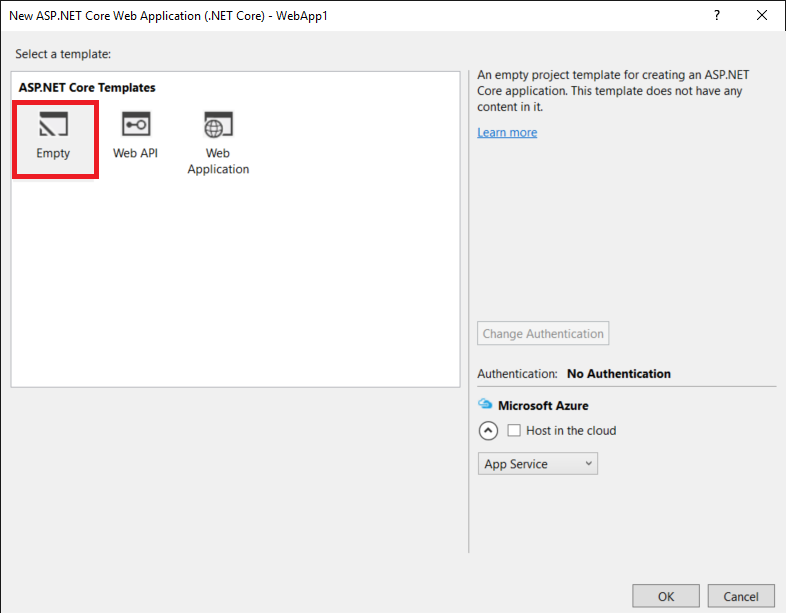 New ASP.NET Core Web Application (.NET Core) - WebApp1
Select a template:
ASP.NET Core Templates
Empty
Web API
Web
Application
An empty project template for creating an ASP.NET
Core application. This template does not have any
content in it.
Learn more
Change Authentication
Authentication: No Authentication
Microsoft Azure
Host in the cloud
App Service
OK
Cancel